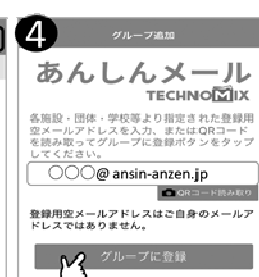 4
グループ追加
あんしんメール
TECHNOMIX
各施設・団体・学校等より指定された登録用
空メールアドレスを入力、またはQRコード
を読み取ってグループに登録ボタンをタップ
してください。
〇〇〇@ansin-anzen.jp
QRコード読み取り
登録用空メールアドレスはご自身のメールア
ドレスではありません。
グループに登録